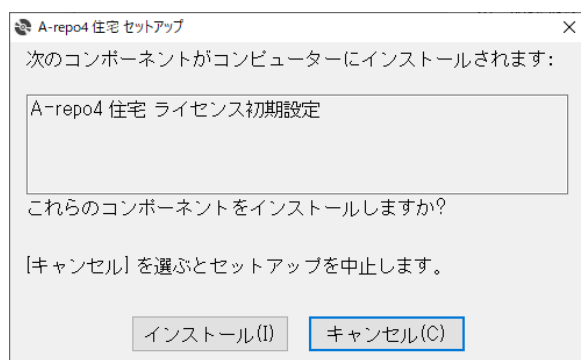 A-repo4 住宅 セットアップ
次のコンポーネントがコンピューターにインストールされます:
A-repo4 住宅 ライセンス初期設定
これらのコンポーネントをインストールしますか?
[キャンセル] を選ぶとセットアップを中止します。
インストール(I) キャンセル(C)